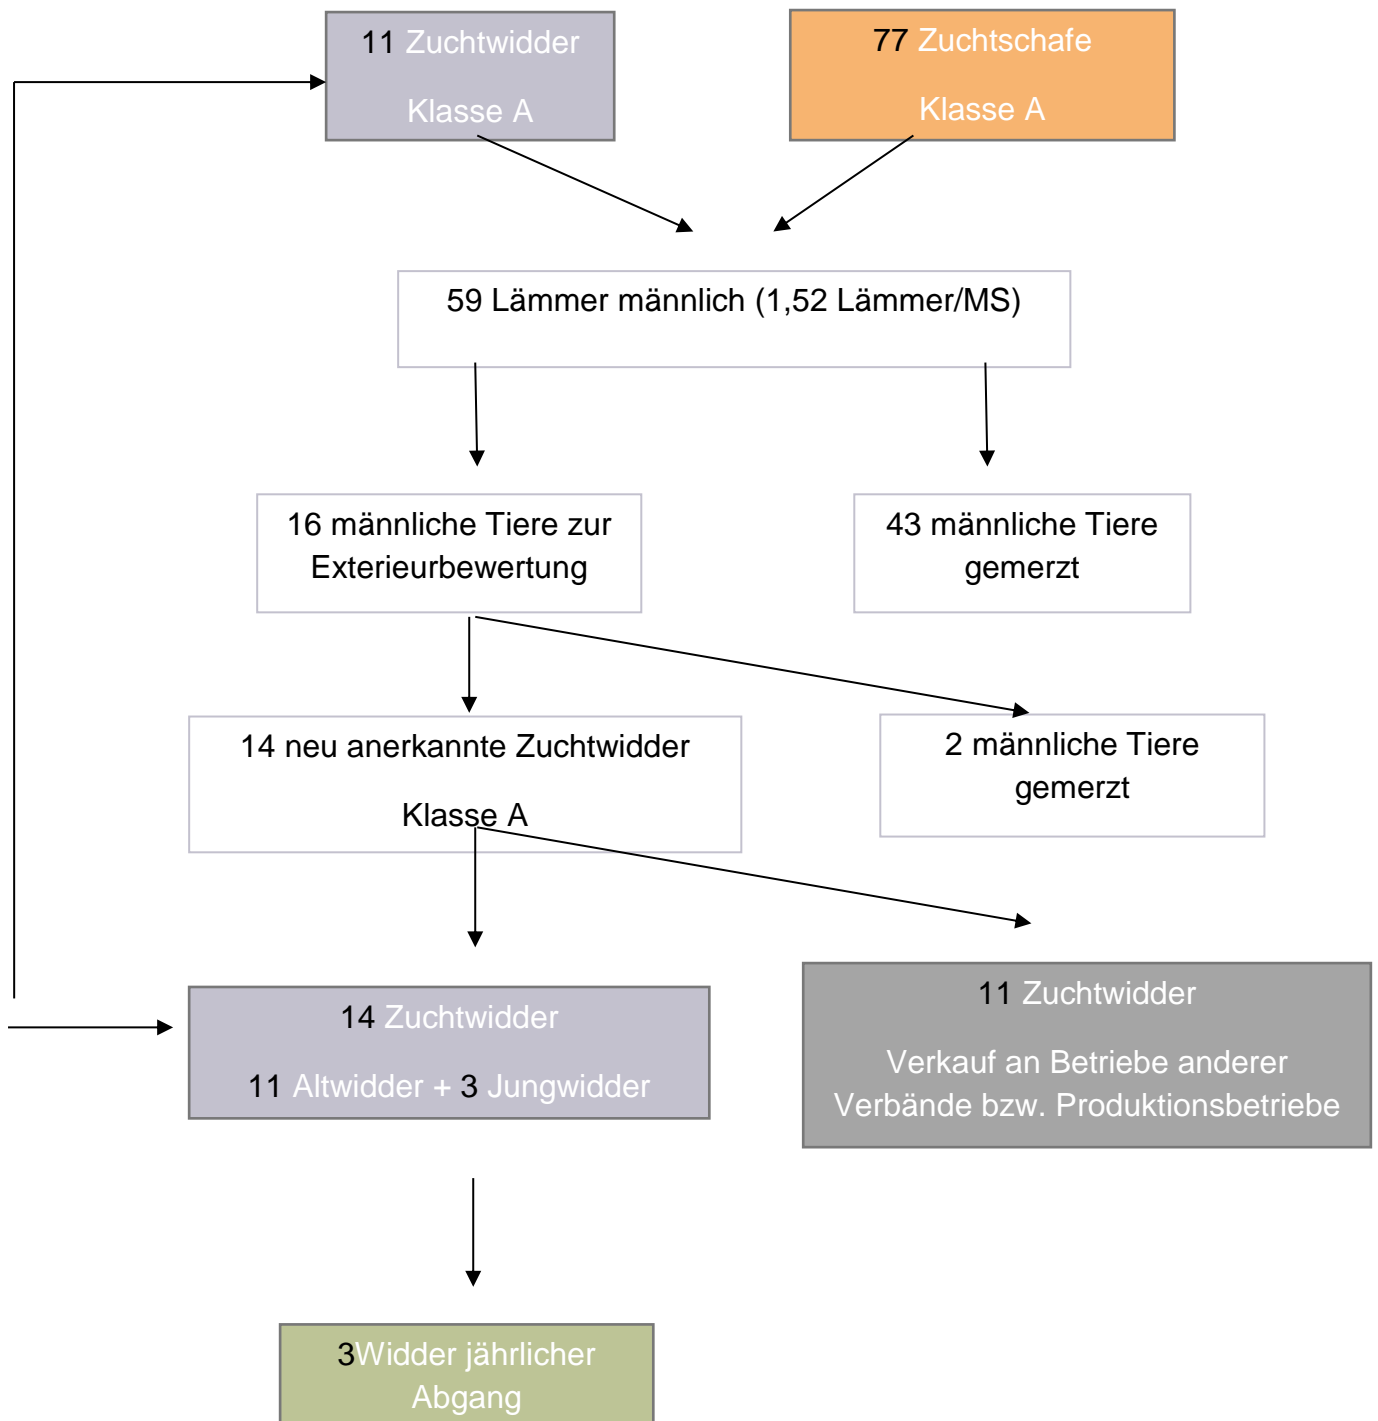 11 Zuchtwidder
Klasse A
77 Zuchtschafe
Klasse A
59 Lämmer männlich (1,52 Lämmer/MS)
16 männliche Tiere zur
Exterieurbewertung
43 männliche Tiere
gemerzt
14 neu anerkannte Zuchtwidder
Klasse A
2 männliche Tiere
gemerzt
14 Zuchtwidder
11 Altwidder + 3 Jungwidder
11 Zuchtwidder
Verkauf an Betriebe anderer
Verbände bzw. Produktionsbetriebe
3Widder jährlicher
Abgang